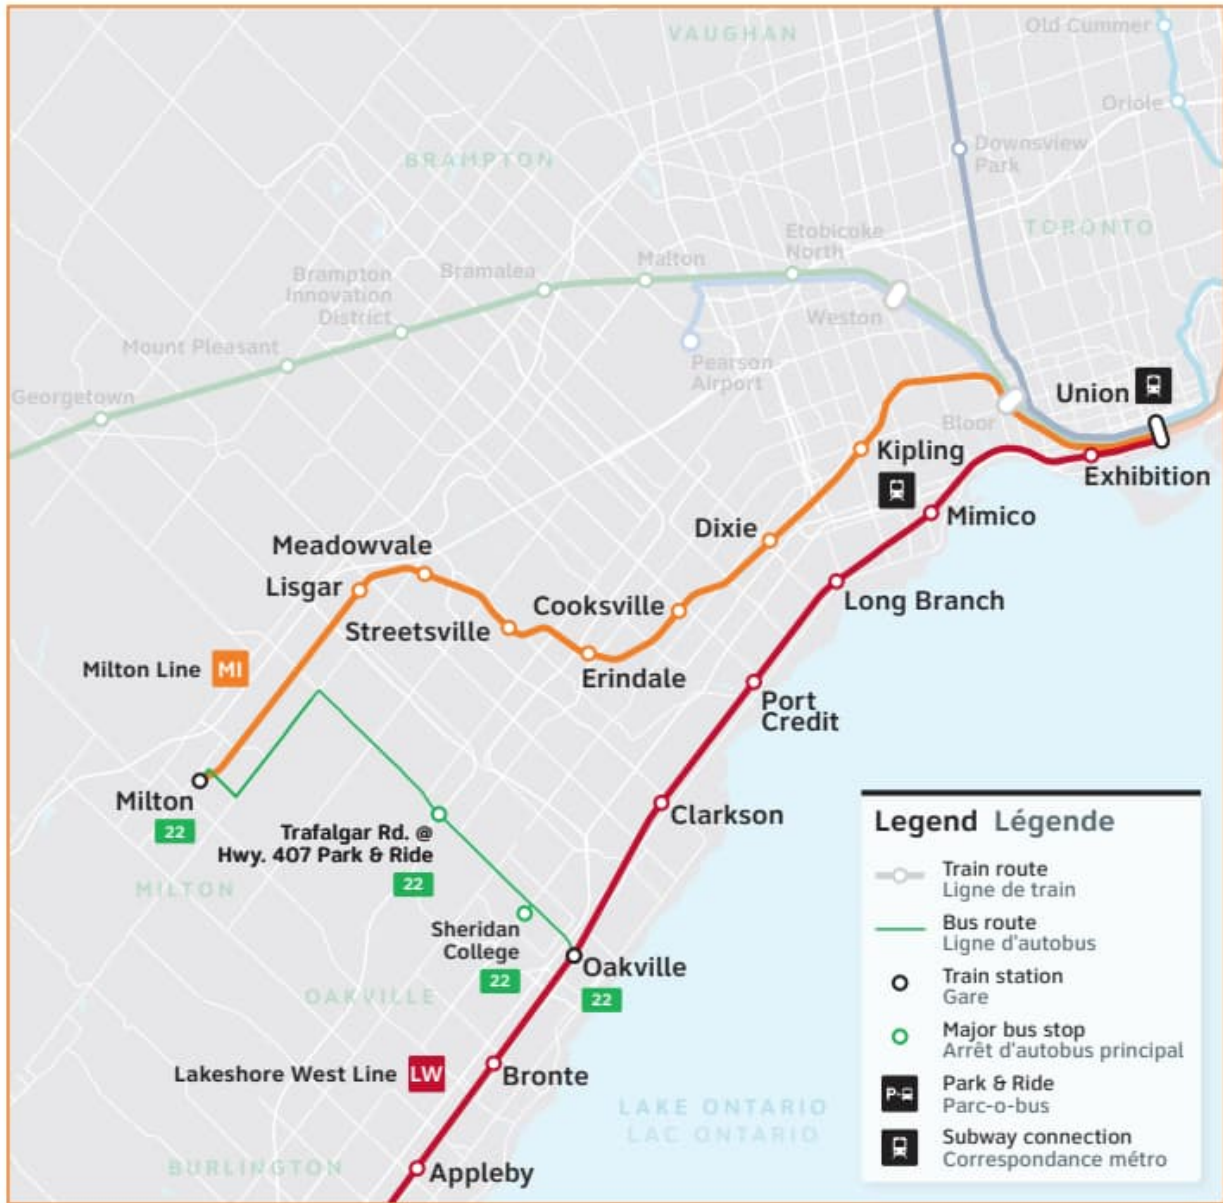 VAUGHAN
Old Cummer
Oriole
Downsview
Park
BRAMPTON
TORONTO
Etobicoke
North
Malton
Bramalea
Brampton
Innovation
District
Weston
Mount Pleasant
Pearson
Airport
Georgetown
Union
Bloor
Kipling
Exhibition
Mimico
Dixie
Meadowvale
Lisgar
Long Branch
Cooksville
Streetsville
Erindale
Milton Line MI
Port
Credit
Milton
22
Clarkson
Trafalgar Rd. @
Hwy. 407 Park & Ride
22
MILTON
Sheridan
College
22
Oakville
22
OAKVILLE
Lakeshore West Line LW
Bronte
LAKE ONTARIO
LAC ONTARIO
BURLINGTON
Appleby
Legend Légende
Train route
Ligne de train
Bus route
Ligne d'autobus
Train station
Gare
Major bus stop
Arrêt d'autobus principal
P-
Park & Ride
Parc-o-bus
Subway connection
Correspondance métro